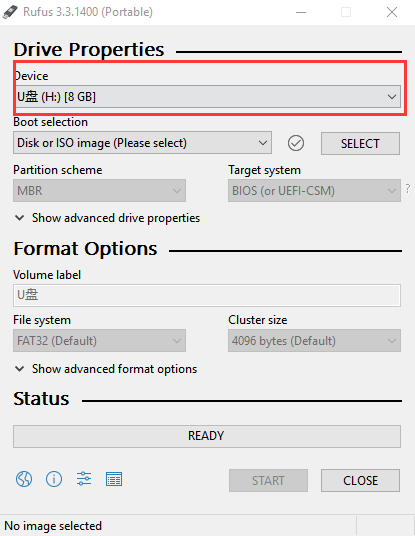 Rufus 3.3.1400 (Portable)
Drive Properties
Device
U盘 (H:) [8 GB]
Boot selection
Disk or ISO image (Please select)
SELECT
Partition scheme
Target system
MBR
BIOS (or UEFI-CSM)
?
Show advanced drive properties
Format Options
Volume label
U盘
File system
Cluster size
FAT32 (Default)
4096 bytes (Default)
Show advanced format options
Status
READY
START
CLOSE
No image selected